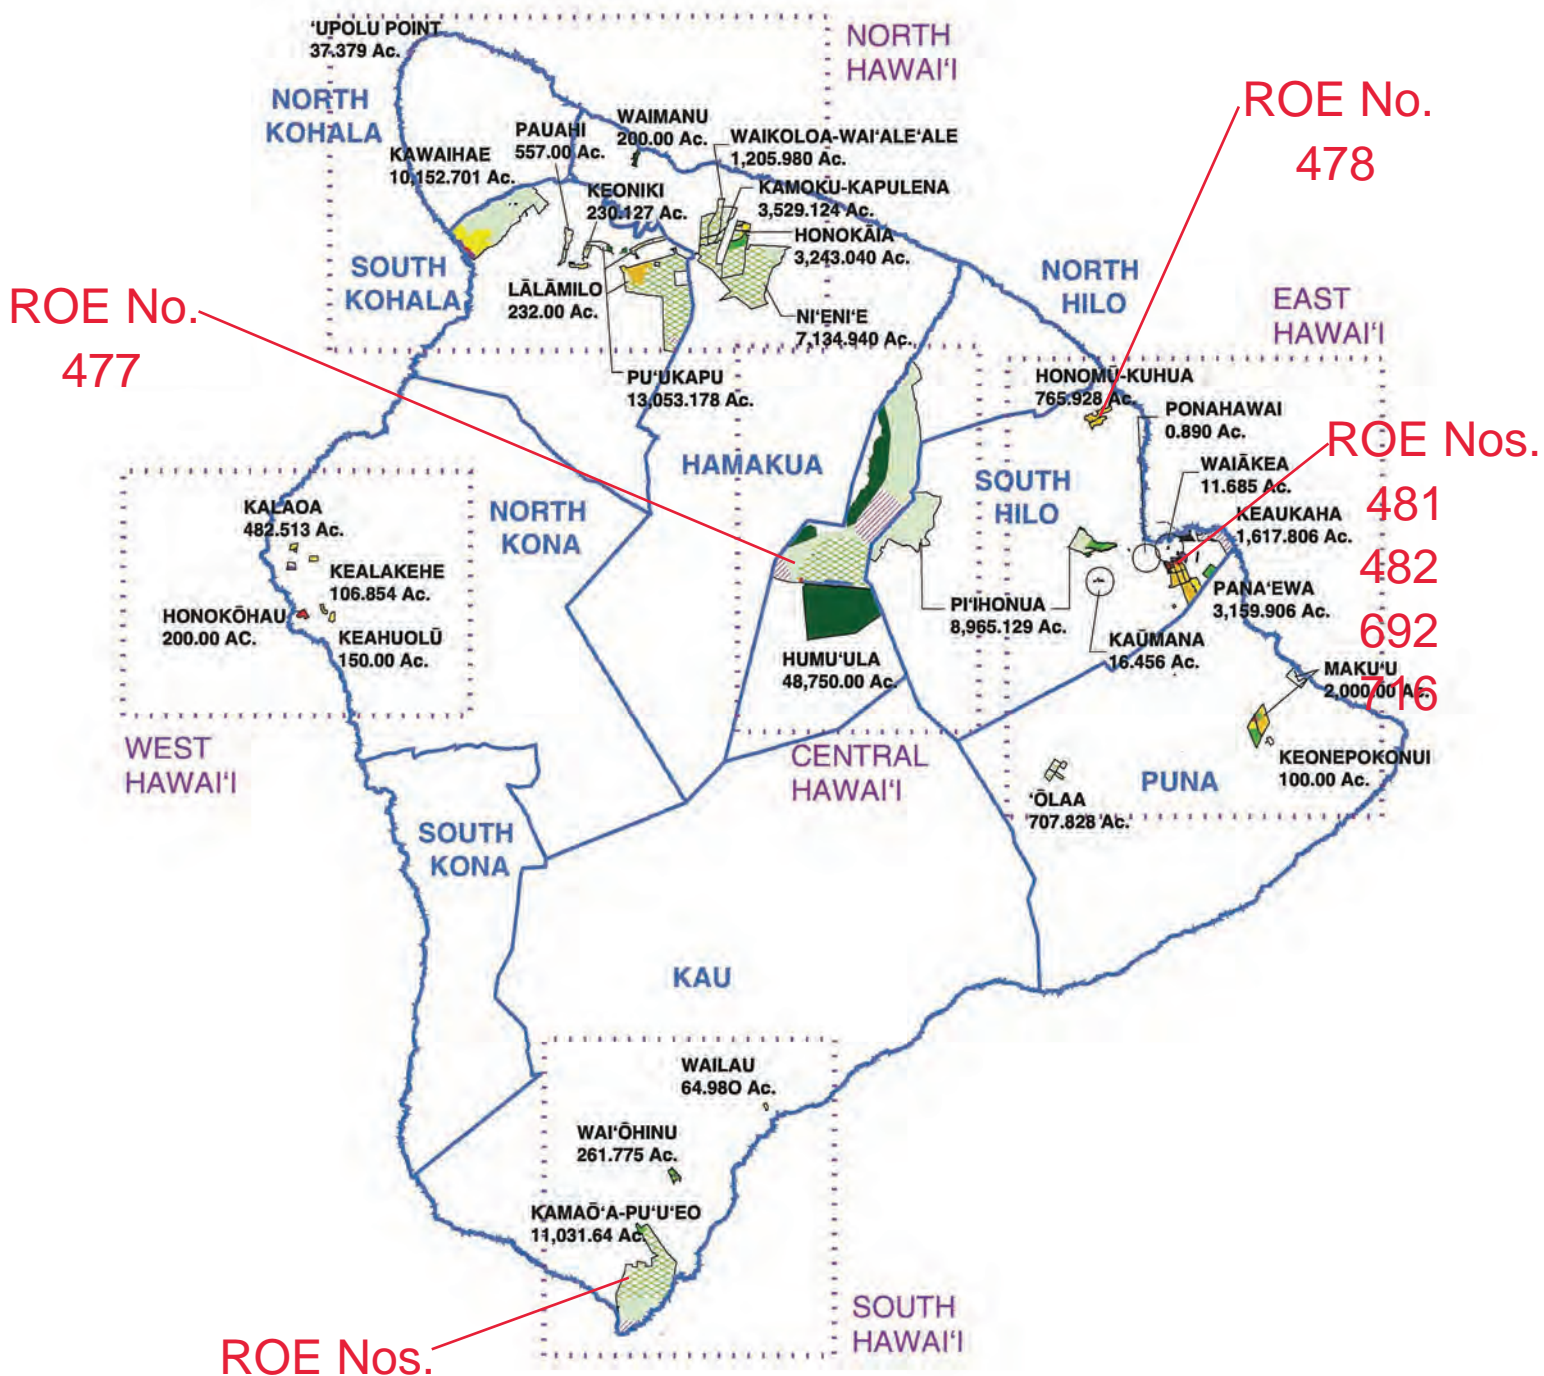 'UPOLU POINT
37.379 Ac.
NORTH
HAWAI'I
NORTH
KOHALA
ROE No.
478
PAUAHI
557.00 Ac.
WAIMANU
200.00 Ac.
WAIKOLOA-WAI'ALE'ALE
1,205.980 Ac.
KAWAIHAE
10,152.701 Ac.
KEONIKI
230.127 Ac.
KAMOKU-KAPULENA
3,529.124 Ac.
HONOKĀIA
3,243.040 Ac.
SOUTH
KOHALA
LĀLĀMILO
232.00 Ac.
NI'ENI'E
7,134.940 Ac.
NORTH
HILO
EAST
HAWAI'I
ROE No.
477
PU'UKAPU
13,053.178 Ac.
HONOMŪ-KUHUA
765.928 Ac.
PONAHAWAI
0.890 Ac.
ROE Nos.
481
482
692
716
HAMAKUA
WAIĀKEA
11.685 Ac.
SOUTH
HILO
KEAUKAHA
1,617.806 Ac.
KALAOA
482.513 Ac.
NORTH
KONA
KEALAKEHE
106.854 Ac.
HONOKŌHAU
200.00 AC.
KEAHUOLŪ
150.00 Ac.
PI'IHONUA
8,965.129 Ac.
PANA'EWA
3,159.906 Ac.
KAŪMANA
16.456 Ac.
HUMU'ULA
48,750.00 Ac.
MAKU'U
2,000.00 Ac.
WEST
HAWAI'I
CENTRAL
HAWAI'I
KEONEPOKONUI
100.00 Ac.
PUNA
'ŌLAA
707.828 Ac.
SOUTH
KONA
KAU
WAILAU
64.98O Ac.
WAI'ŌHINU
261.775 Ac.
KAMAŌ'A-PU'U'EO
11,031.64 Ac.
SOUTH
HAWAI'I
ROE Nos.